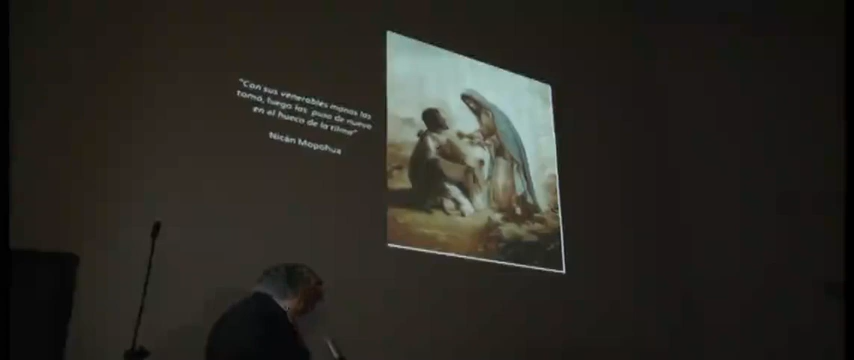 "Con sus venerables manos las
tomó, luego las puso de nuevo
en el hueco de la tilma"
Nicán Mopohua